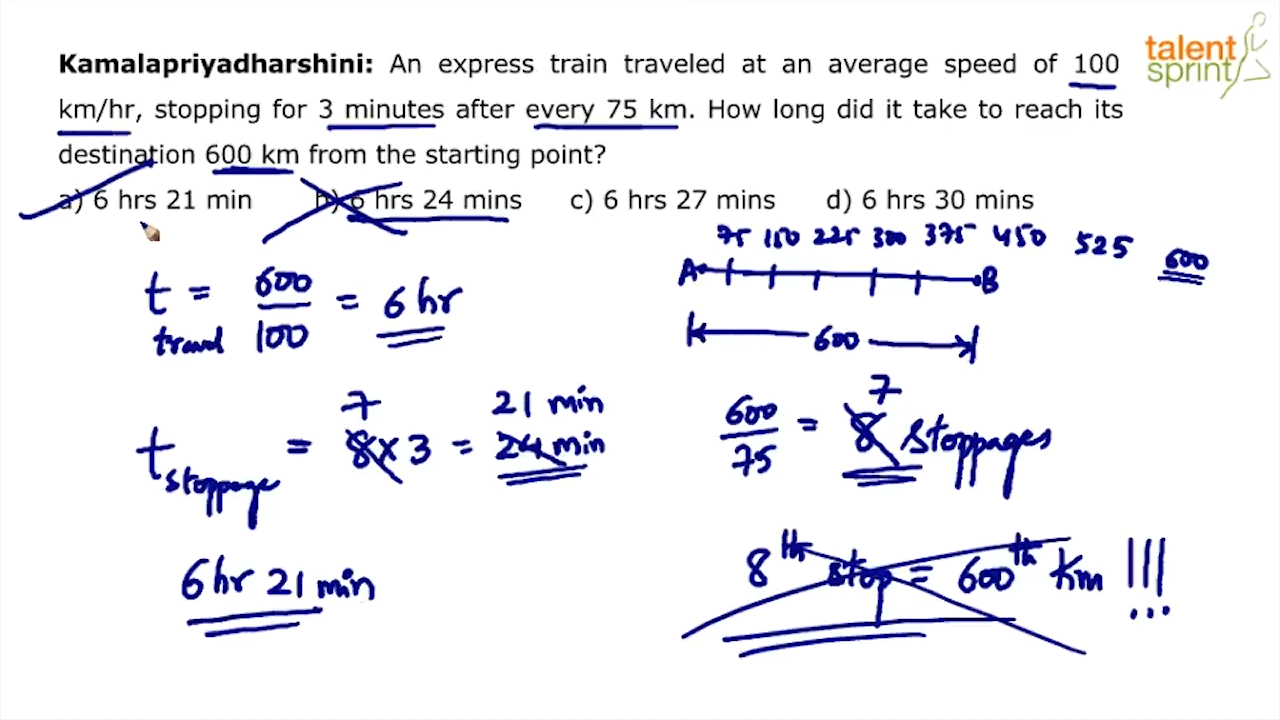 talent
sprint
Kamalapriyadharshini: An express train traveled at an average speed of 100
km/hr, stopping for 3 minutes after every 75 km. How long did it take to reach its
destination 600 km from the starting point?
a) 6 hrs 21 min b) 6 hrs 24 mins c) 6 hrs 27 mins d) 6 hrs 30 mins
75 150 225 300 375 450 525 600
A B
600
t travel = 600/100 = 6 hr
7 21 min
t stoppage = 8 x 3 = 24 min
7
600/75 = 8 stoppages
8th stop = 600th km !!!
6 hr 21 min